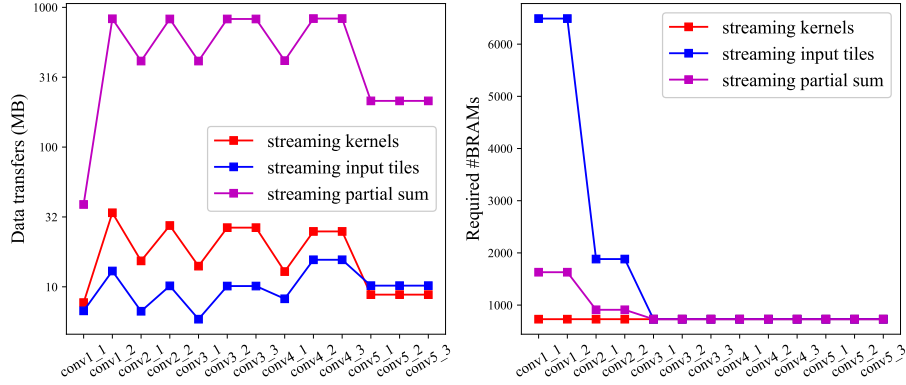 Data transfers (MB)
1000
316
100
32
10
streaming kernels
streaming input tiles
streaming partial sum
conv1_1
conv1_2
conv2_1
conv2_2
conv3_1
conv3_2
conv3_3
conv4_1
conv4_2
conv4_3
conv5_1
conv5_2
conv5_3
Required #BRAMs
6000
5000
4000
3000
2000
1000
streaming kernels
streaming input tiles
streaming partial sum
conv1_1
conv1_2
conv2_1
conv2_2
conv3_1
conv3_2
conv3_3
conv4_1
conv4_2
conv4_3
conv5_1
conv5_2
conv5_3